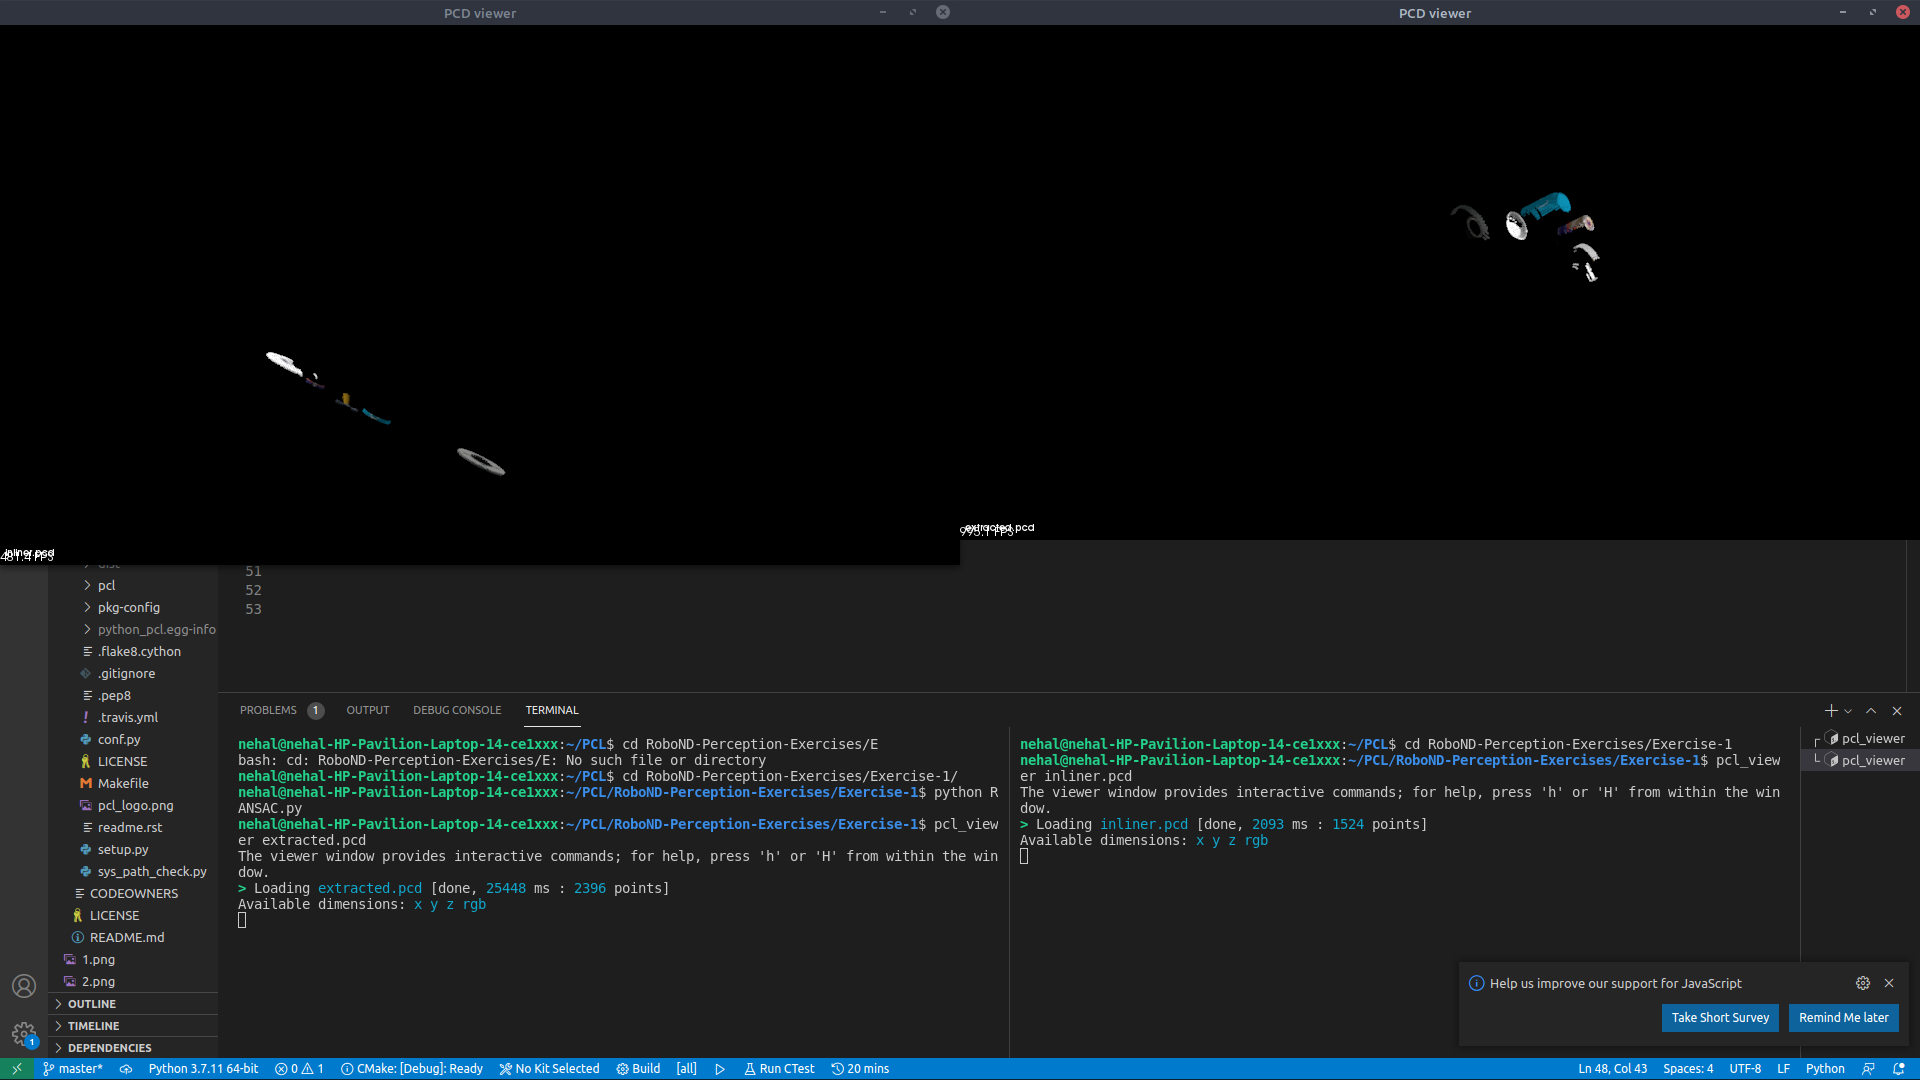 PCD viewer
PCD viewer
extracted.pcd
995.1 FPS
inliner.pcd
481.4 FPS
dist
pcl
pkg-config
python_pcl.egg-info
.flake8.cython
.gitignore
.pep8
.travis.yml
conf.py
LICENSE
Makefile
pcl_logo.png
readme.rst
setup.py
sys_path_check.py
CODEOWNERS
LICENSE
README.md
1.png
2.png
OUTLINE
TIMELINE
DEPENDENCIES
1
51
52
53
PROBLEMS 1 OUTPUT DEBUG CONSOLE TERMINAL
nehal@nehal-HP-Pavilion-Laptop-14-ce1xxx:~/PCL$ cd RoboND-Perception-Exercises/E
bash: cd: RoboND-Perception-Exercises/E: No such file or directory
nehal@nehal-HP-Pavilion-Laptop-14-ce1xxx:~/PCL$ cd RoboND-Perception-Exercises/Exercise-1/
nehal@nehal-HP-Pavilion-Laptop-14-ce1xxx:~/PCL/RoboND-Perception-Exercises/Exercise-1$ python R
ANSAC.py
nehal@nehal-HP-Pavilion-Laptop-14-ce1xxx:~/PCL/RoboND-Perception-Exercises/Exercise-1$ pcl_view
er extracted.pcd
The viewer window provides interactive commands; for help, press 'h' or 'H' from within the win
dow.
> Loading extracted.pcd [done, 25448 ms : 2396 points]
Available dimensions: x y z rgb
nehal@nehal-HP-Pavilion-Laptop-14-ce1xxx:~/PCL$ cd RoboND-Perception-Exercises/Exercise-1
nehal@nehal-HP-Pavilion-Laptop-14-ce1xxx:~/PCL/RoboND-Perception-Exercises/Exercise-1$ pcl_view
er inliner.pcd
The viewer window provides interactive commands; for help, press 'h' or 'H' from within the win
dow.
> Loading inliner.pcd [done, 2093 ms : 1524 points]
Available dimensions: x y z rgb
pcl_viewer
pcl_viewer
Help us improve our support for JavaScript
Take Short Survey Remind Me later
master* Python 3.7.11 64-bit 0 1 CMake: [Debug]: Ready No Kit Selected Build [all] Run CTest 20 mins Ln 48, Col 43 Spaces: 4 UTF-8 LF Python